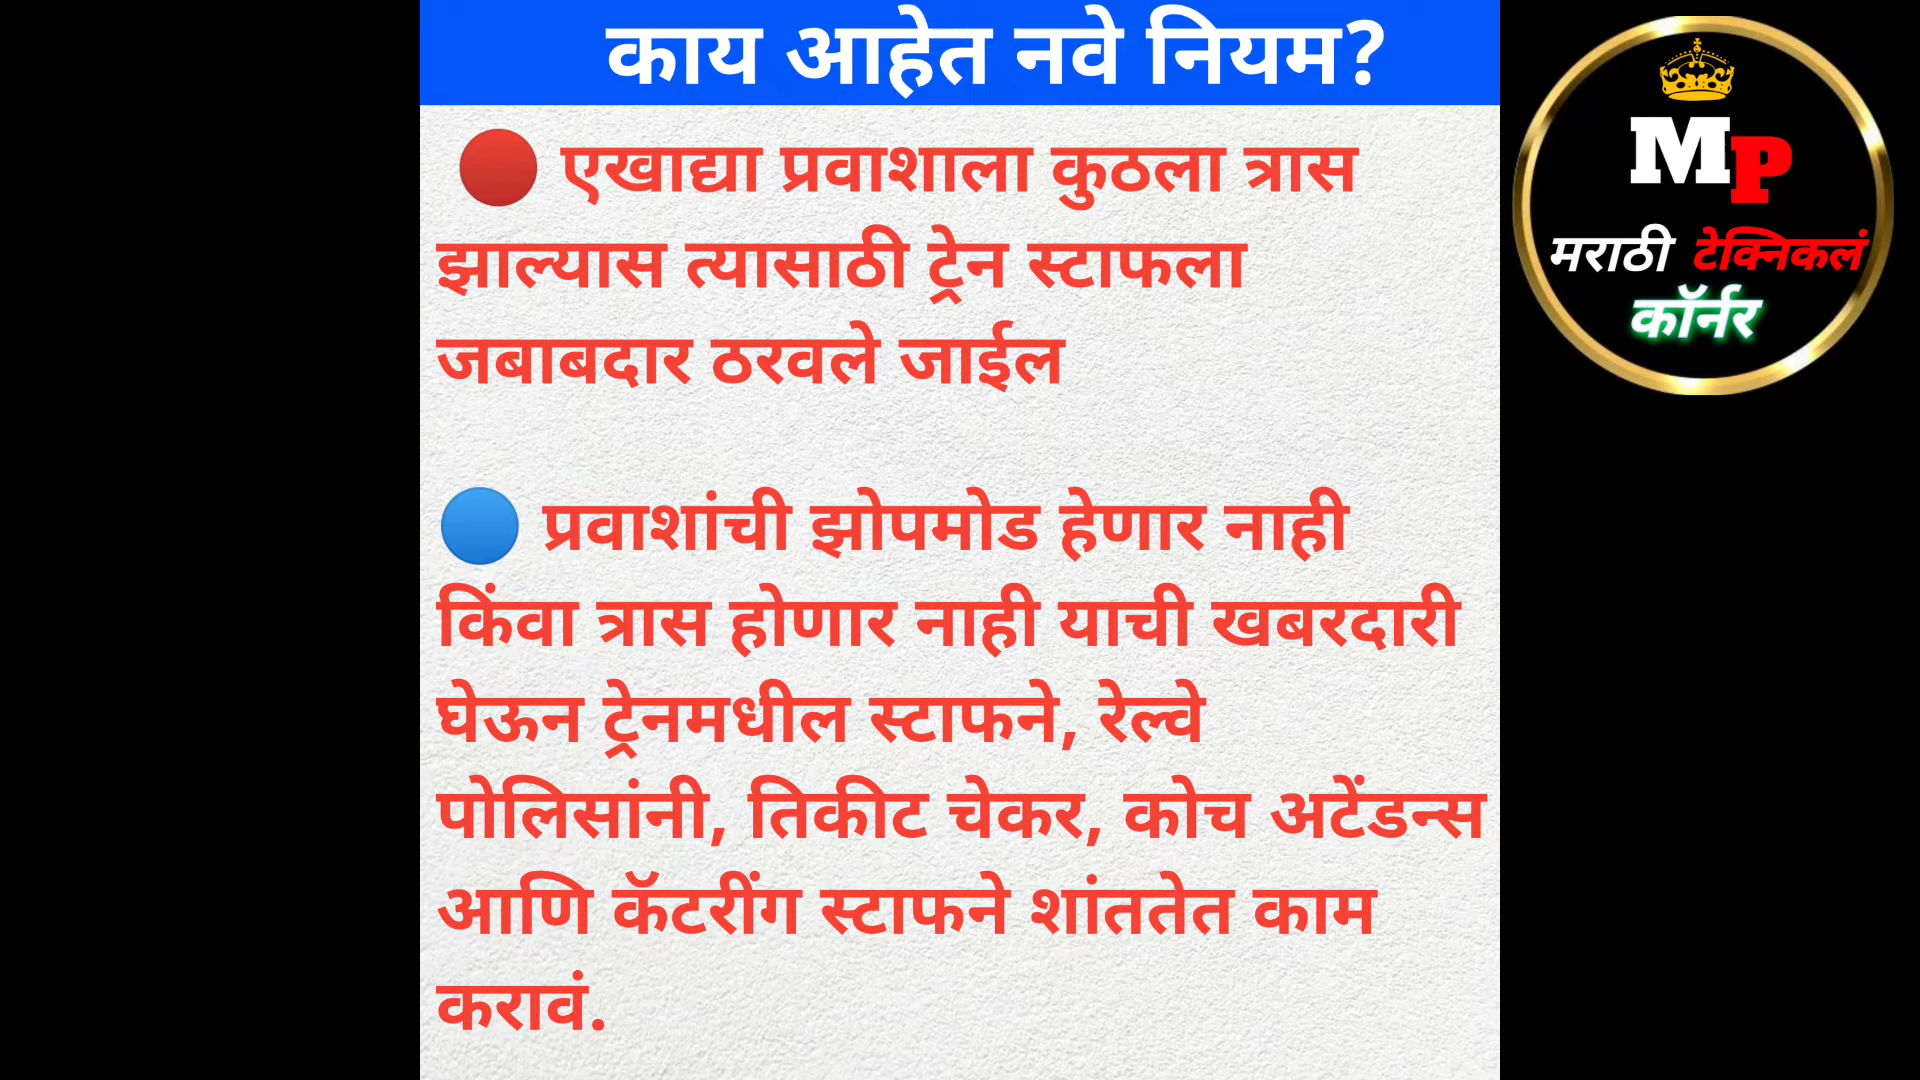 काय आहेत नवे नियम?
🔴 एखाद्या प्रवाशाला कुठला त्रास
झाल्यास त्यासाठी ट्रेन स्टाफला
जबाबदार ठरवले जाईल
🔵 प्रवाशांची झोपमोड हेणार नाही
किंवा त्रास होणार नाही याची खबरदारी
घेऊन ट्रेनमधील स्टाफने, रेल्वे
पोलिसांनी, तिकीट चेकर, कोच अटेंडन्स
आणि कॅटरींग स्टाफने शांततेत काम
करावं.
MP
मराठी टेक्निकलं
कॉर्नर